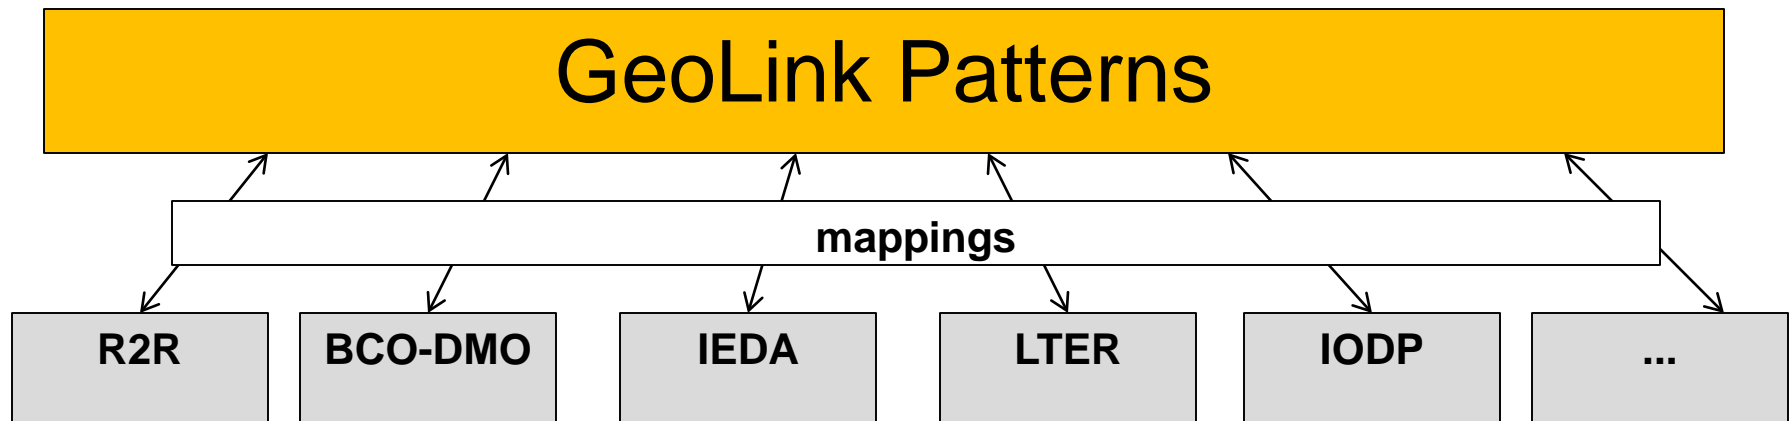 GeoLink Patterns
mappings
R2R
BCO-DMO
IEDA
LTER
IODP
...